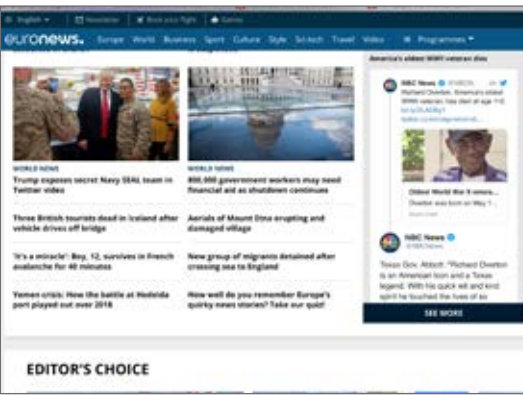 English
Newsletter
Book your flight
Games
euronews.
Europe World Business Sport Culture Style Sci-tech Travel Video Programmes
America's oldest WWII veteran dies
WORLD NEWS
Trump exposes secret Navy SEAL team in
Twitter video
WORLD NEWS
800,000 government workers may need
financial aid as shutdown continues
Three British tourists dead in Iceland after
vehicle drives off bridge
Aerials of Mount Etna erupting and
damaged village
'It's a miracle': Boy, 12, survives in French
avalanche for 40 minutes
New group of migrants detained after
crossing sea to England
Yemen crisis: How the battle at Hodeida
port played out over 2018
How well do you remember Europe's
quirky news stories? Take our quiz!
NBC News
Richard Overton, America's oldest
WWII veteran, has died at age 112.
Oldest World War II
Overton was born on May 1
NBC News
Texas Gov. Abbott: "Richard Overton
is an American icon and a Texas
legend. With his quick wit and kind
spirit he touched the lives of so
SEE MORE
EDITOR'S CHOICE